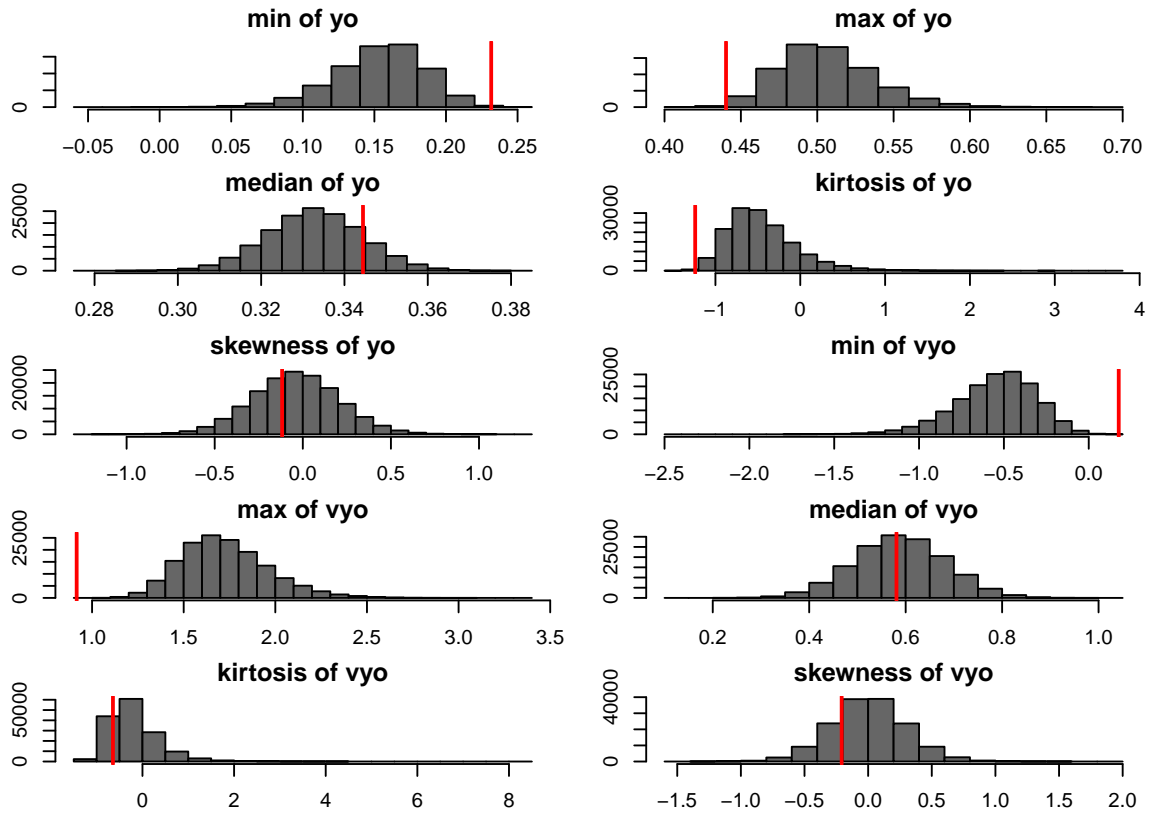 min of yo
max of yo
0
0
−0.05 0.00 0.05 0.10 0.15 0.20 0.25
0.40 0.45 0.50 0.55 0.60 0.65 0.70
median of yo
kirtosis of yo
0 25000
0 30000
0.28 0.30 0.32 0.34 0.36 0.38
−1 0 1 2 3 4
skewness of yo
min of vyo
0 20000
0 25000
−1.0 −0.5 0.0 0.5 1.0
−2.5 −2.0 −1.5 −1.0 −0.5 0.0
max of vyo
median of vyo
0 25000
0 25000
1.0 1.5 2.0 2.5 3.0 3.5
0.2 0.4 0.6 0.8 1.0
kirtosis of vyo
skewness of vyo
0 50000
0 40000
0 2 4 6 8
−1.5 −1.0 −0.5 0.0 0.5 1.0 1.5 2.0